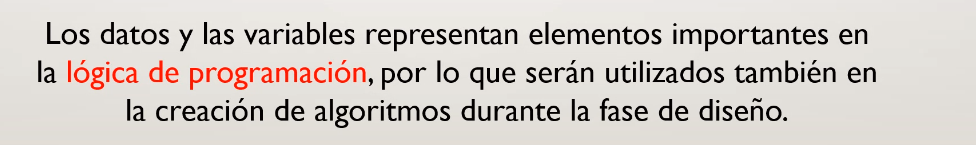 Los datos y las variables representan elementos importantes en
la lógica de programación, por lo que serán utilizados también en
la creación de algoritmos durante la fase de diseño.